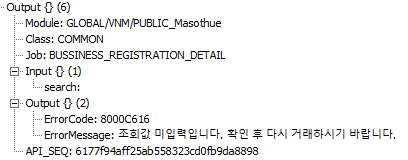 Output {} (6)
Module: GLOBAL/VNM/PUBLIC_Masothue
Class: COMMON
Job: BUSSINESS_REGISTRATION_DETAIL
Input {} (1)
search:
Output {} (2)
ErrorCode: 8000C616
ErrorMessage: 조회값 미입력입니다. 확인 후 다시 거래하시기 바랍니다.
API_SEQ: 6177f94aff25ab558323cd0fb9da8898